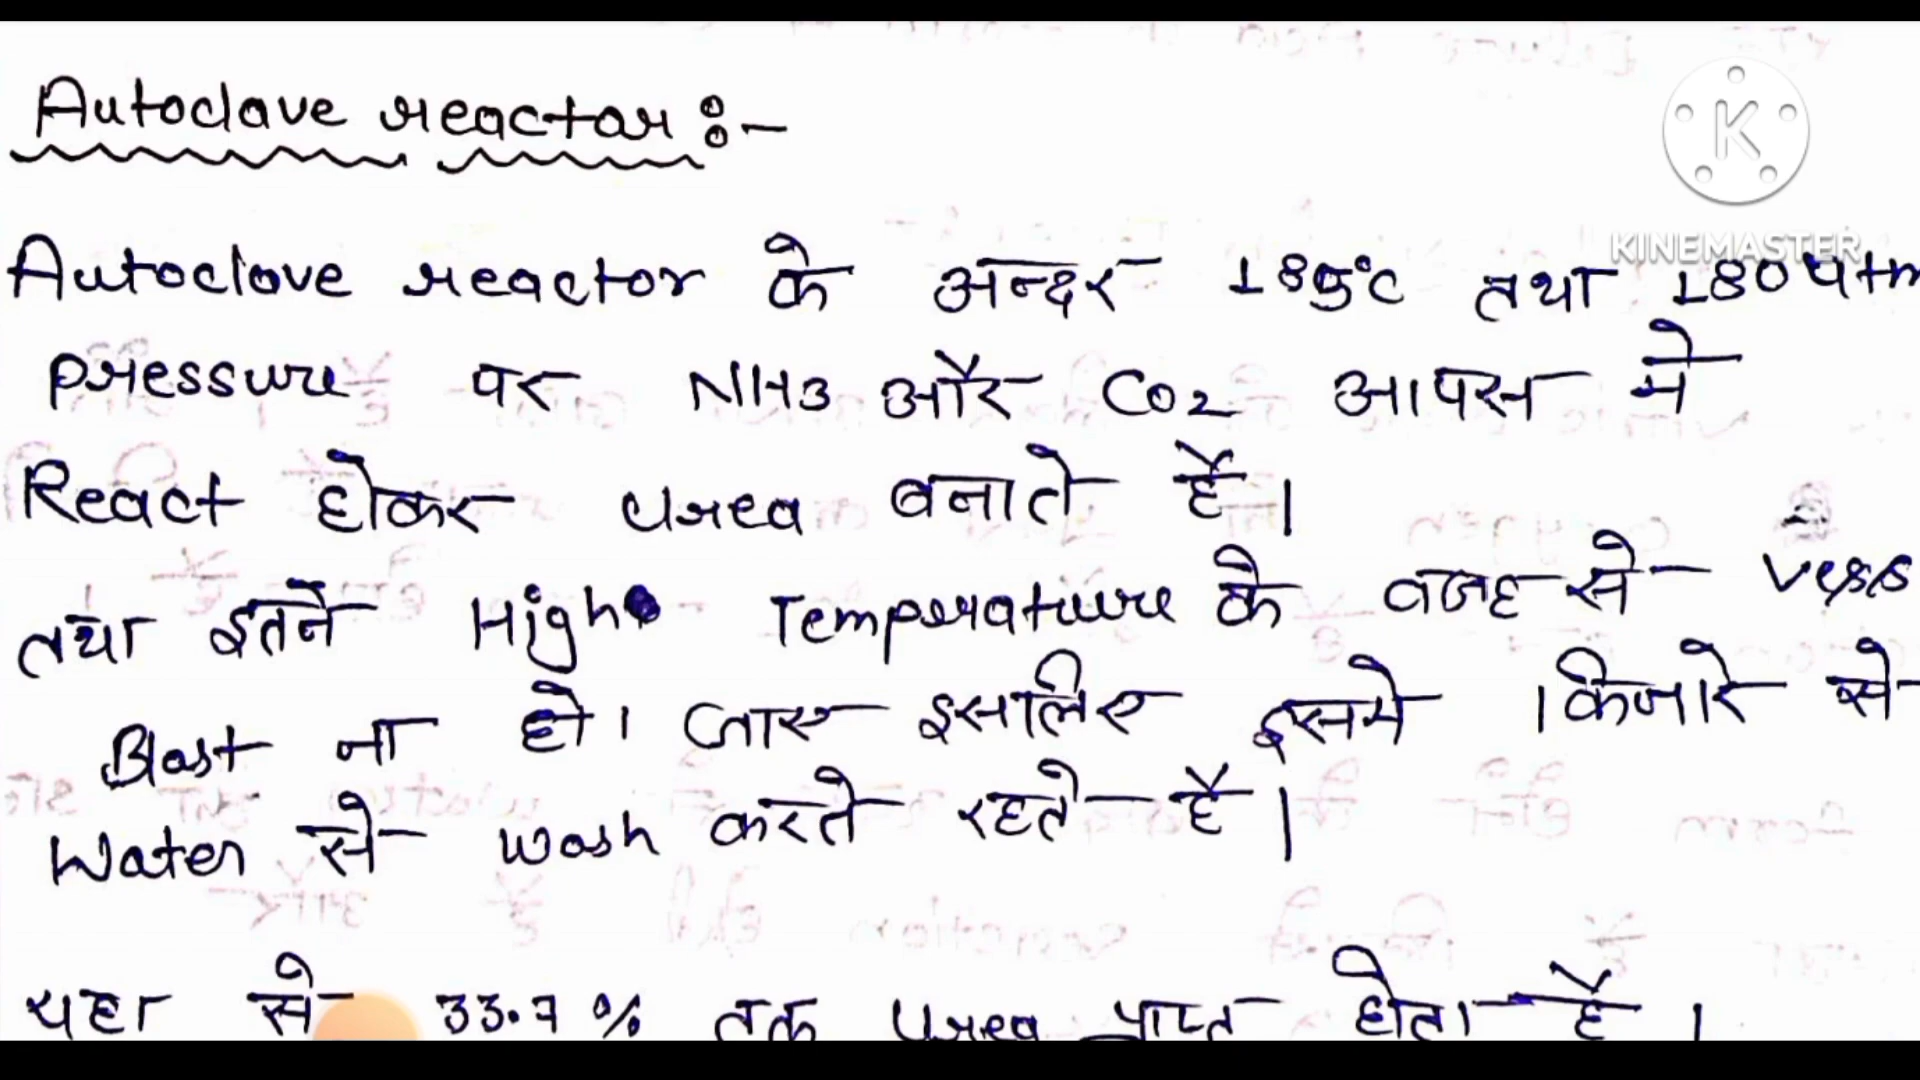 Autoclave reactor :-
K
KINEMASTER
Autoclave reactor के अन्दर 185°C तथा 180 atm
Pressure पर NH3 और CO2 आपस में
React होकर Urea बनाते हैं।
तथा इतने High Temperature के वजह से vess
Blast ना हो जाए इसलिए इसमे किनारे से
Water से wash करते रहते हैं।
यहा से 33.7% तक Urea प्राप्त होता है।